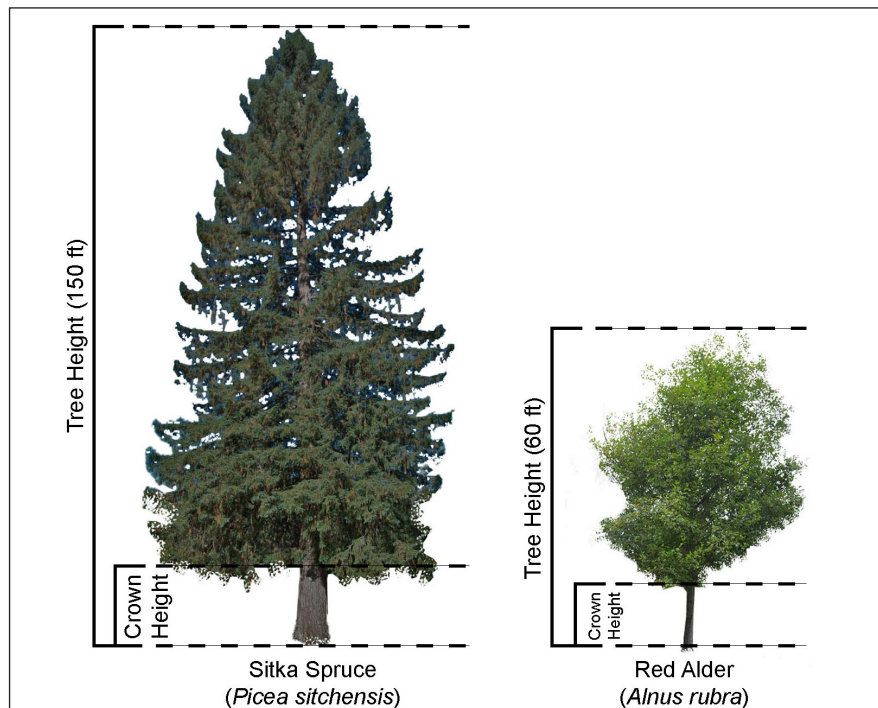 Tree Height (150 ft)
Crown
Height
Sitka Spruce
(Picea sitchensis)
Tree Height (60 ft)
Crown
Height
Red Alder
(Alnus rubra)